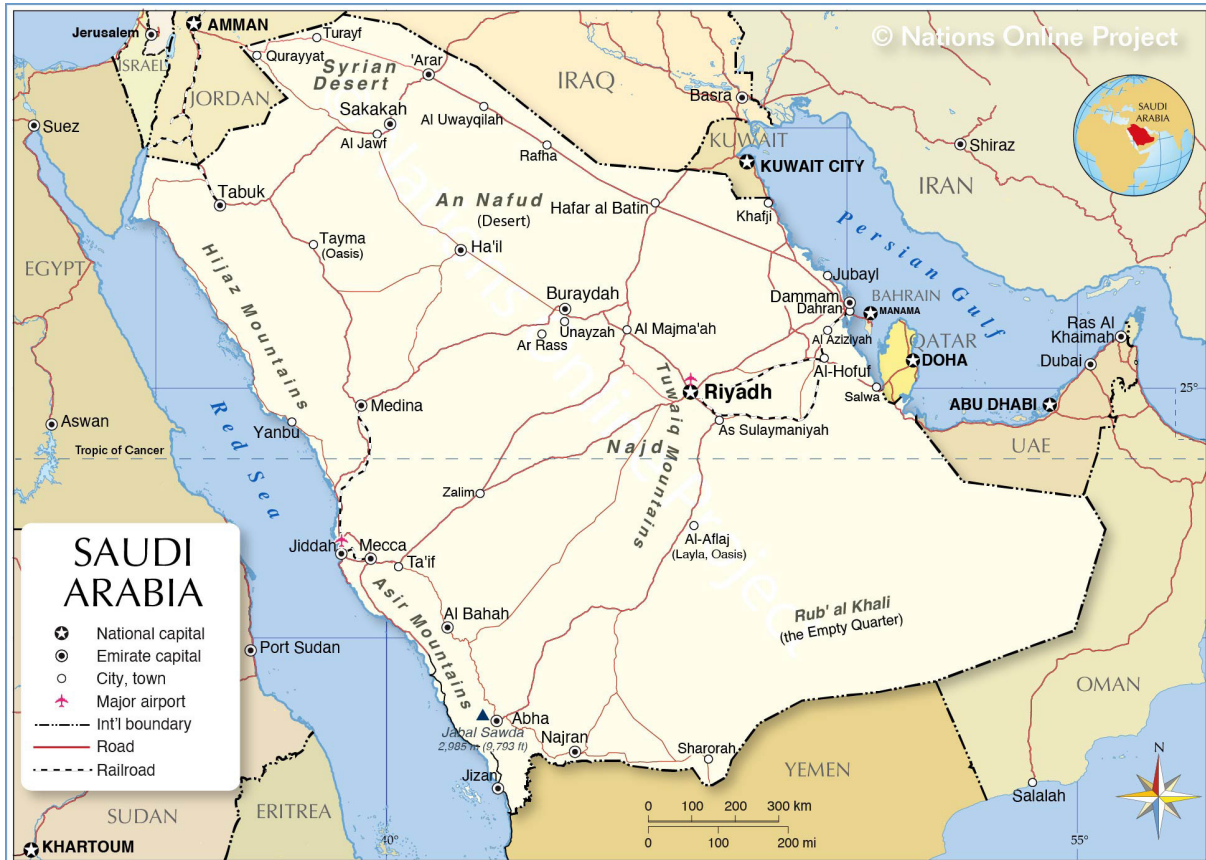 © Nations Online Project
Jerusalem
AMMAN
Turayf
Qurayyat
ISRAEL
JORDAN
Syrian
Desert
'Arar
IRAQ
Basra
SAUDI
ARABIA
Suez
Sakakah
Al Jawf
Al Uwayqilah
Rafha
KUWAIT
KUWAIT CITY
Shiraz
IRAN
Tabuk
An Nafud
(Desert)
Hafar al Batin
Khafji
Persian Gulf
Tayma
(Oasis)
Ha'il
EGYPT
Hijaz Mountains
Jubayl
Buraydah
Dammam
Dahran
BAHRAIN
MANAMA
Unayzah
Al Majma'ah
Ar Rass
Al Aziziyah
QATAR
DOHA
Ras Al
Khaimah
Dubai
Al-Hofuf
Riyadh
Salwa
ABU DHABI
25°
Tuwaiq Mountains
Medina
Aswan
Yanbu
Red Sea
As Sulaymaniyah
Najd
UAE
Tropic of Cancer
Zalim
Nations Online Project
Al-Aflaj
(Layla, Oasis)
Jiddah
Mecca
Ta'if
Asir Mountains
Al Bahah
Rub' al Khali
(the Empty Quarter)
SAUDI
ARABIA
National capital
Emirate capital
City, town
Major airport
Int'l boundary
Road
Railroad
Port Sudan
OMAN
Abha
Jabal Sawda
2,985 m (9,793 ft)
Najran
Sharorah
Jizan
YEMEN
Salalah
N
0 100 200 300 km
0 100 200 mi
SUDAN
ERITREA
KHARTOUM
40°
55°